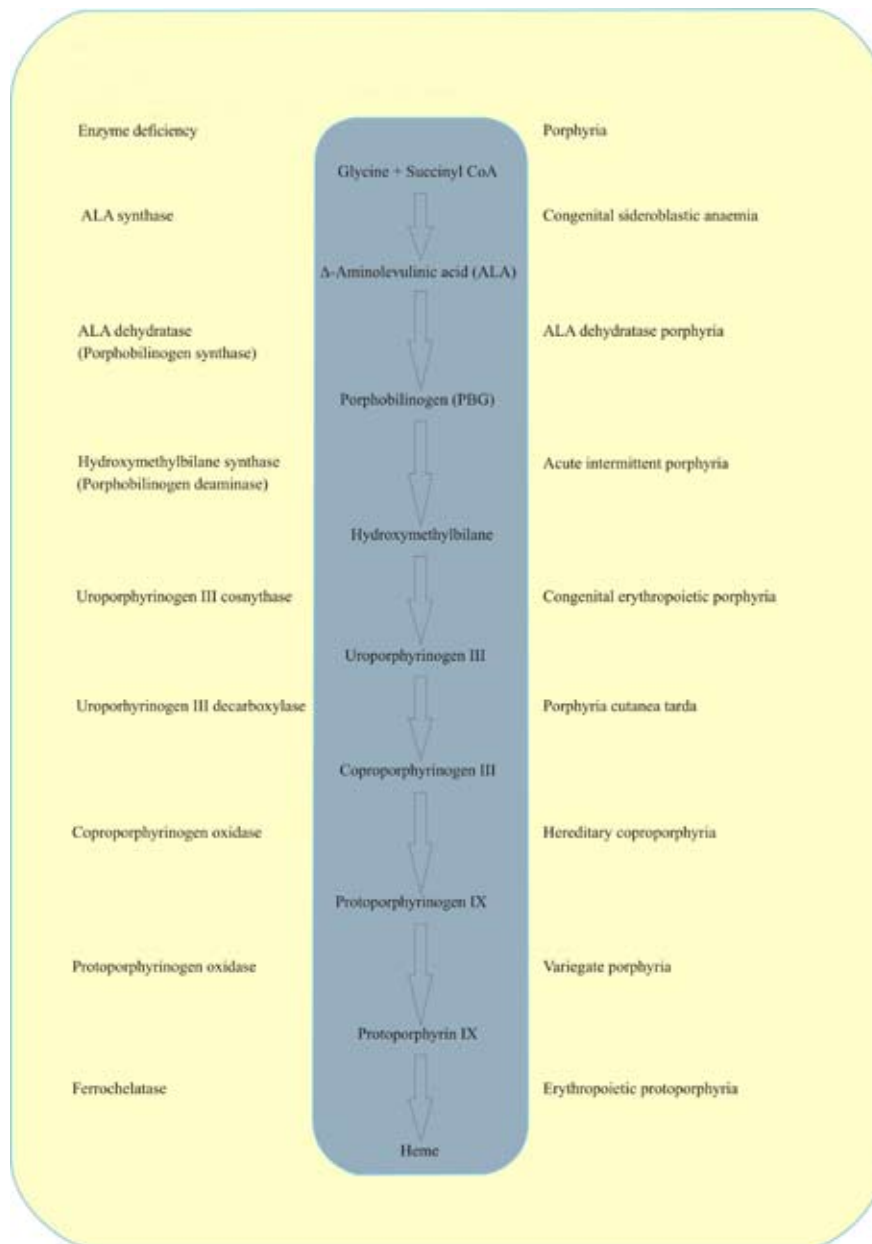 Enzyme deficiency
Porphyria
Glycine + Succinyl CoA
ALA synthase
Congenital sideroblastic anaemia
Δ-Aminolevulinic acid (ALA)
ALA dehydratase
(Porphobilinogen synthase)
ALA dehydratase porphyria
Porphobilinogen (PBG)
Hydroxymethylbilane synthase
(Porphobilinogen deaminase)
Acute intermittent porphyria
Hydroxymethylbilane
Uroporphyrinogen III cosnythase
Congenital erythropoietic porphyria
Uroporphyrinogen III
Uroporhyrinogen III decarboxylase
Porphyria cutanea tarda
Coproporphyrinogen III
Coproporphyrinogen oxidase
Hereditary coproporphyria
Protoporphyrinogen IX
Protoporphyrinogen oxidase
Variegate porphyria
Protoporphyrin IX
Ferrochelatase
Erythropoietic protoporphyria
Heme